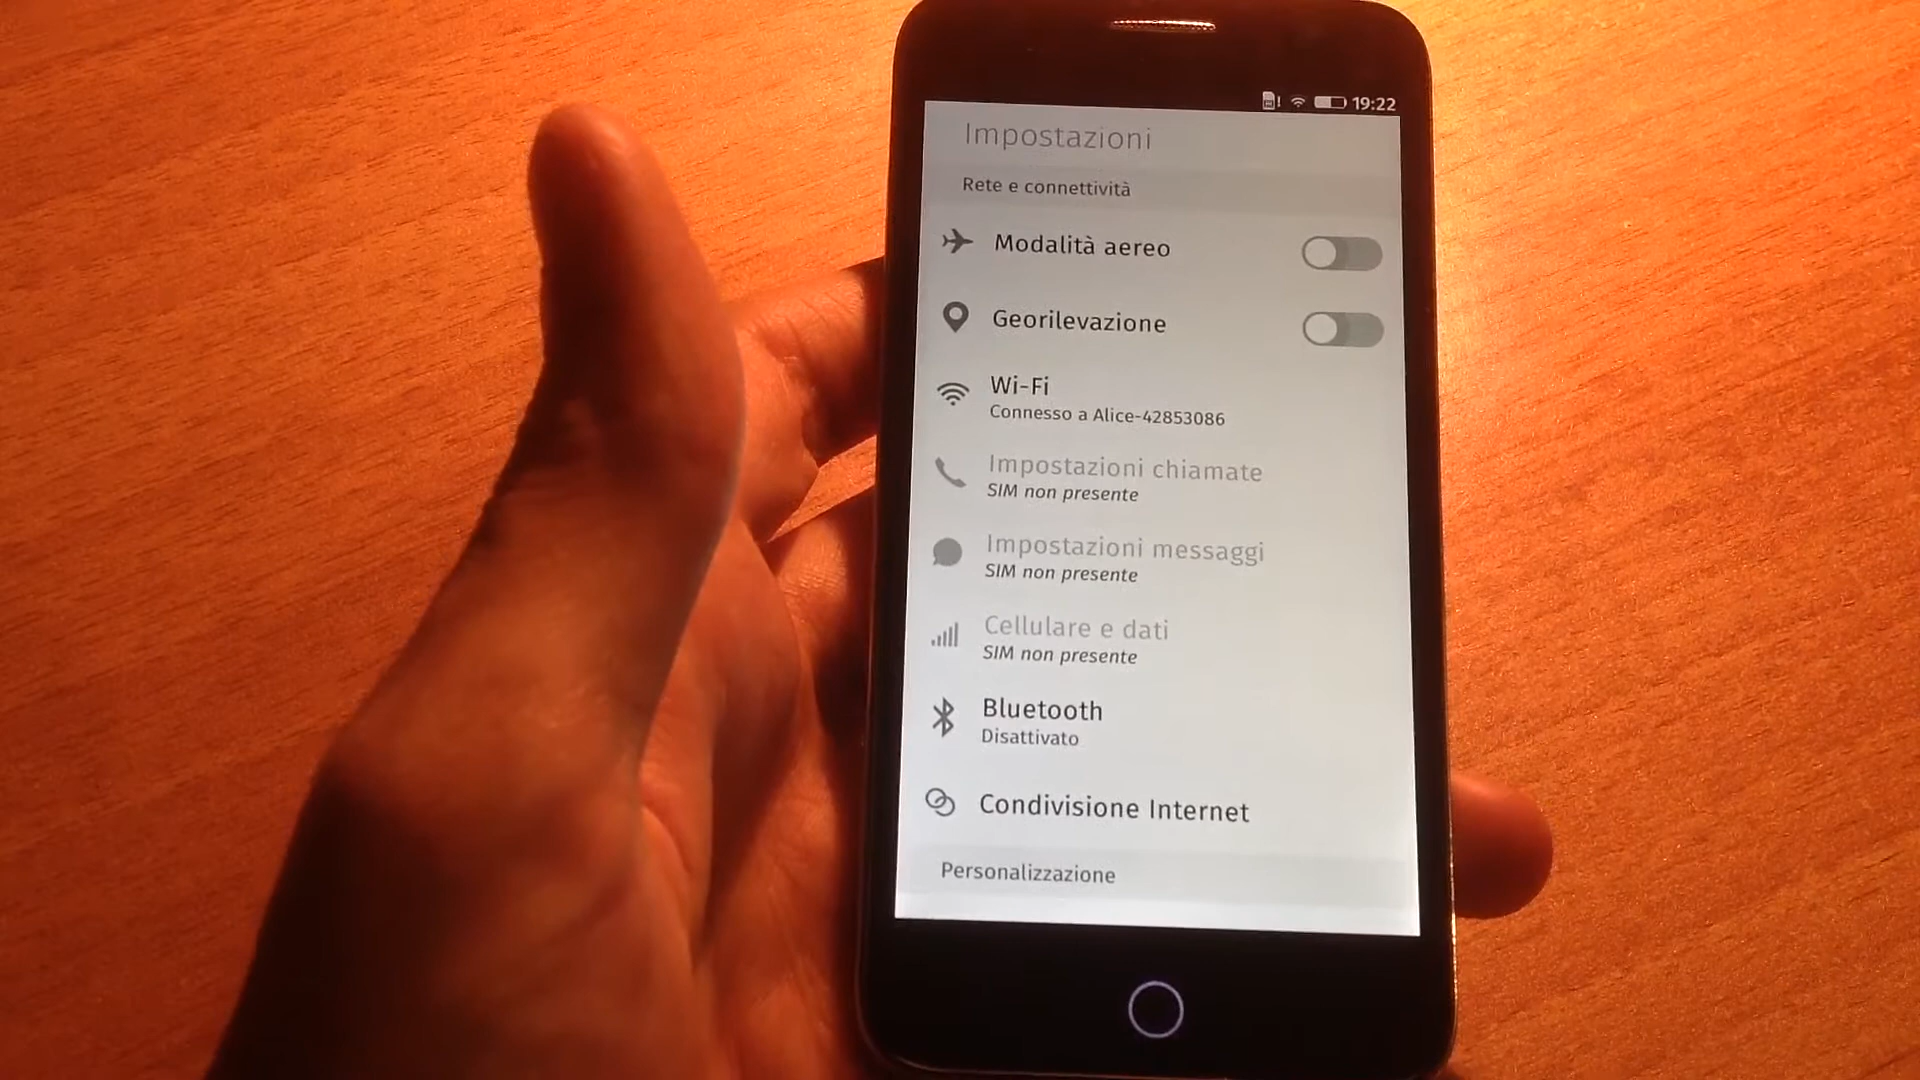 19:22
Impostazioni
Rete e connettività
Modalità aereo
Georilevazione
Wi-Fi
Connesso a Alice-42853086
Impostazioni chiamate
SIM non presente
Impostazioni messaggi
SIM non presente
Cellulare e dati
SIM non presente
Bluetooth
Disattivato
Condivisione Internet
Personalizzazione